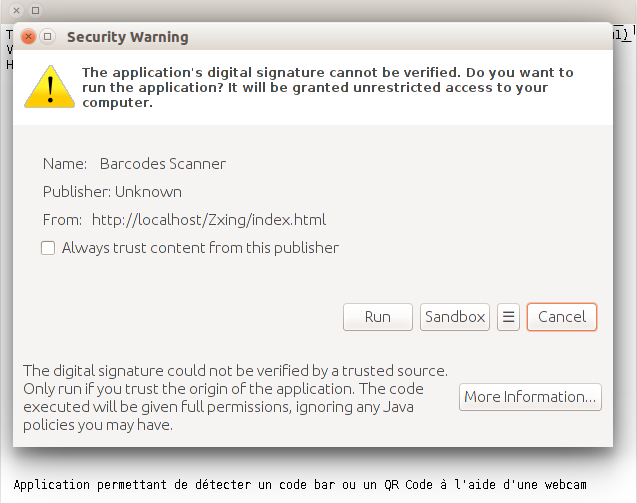 Security Warning
The application's digital signature cannot be verified. Do you want to
run the application? It will be granted unrestricted access to your
computer.
Name: Barcodes Scanner
Publisher: Unknown
From: http://localhost/Zxing/index.html
Always trust content from this publisher
Run Sandbox ☰ Cancel
The digital signature could not be verified by a trusted source.
Only run if you trust the origin of the application. The code
executed will be given full permissions, ignoring any Java
policies you may have.
More Information...
Application permettant de détecter un code bar ou un QR Code à l'aide d'une webcam